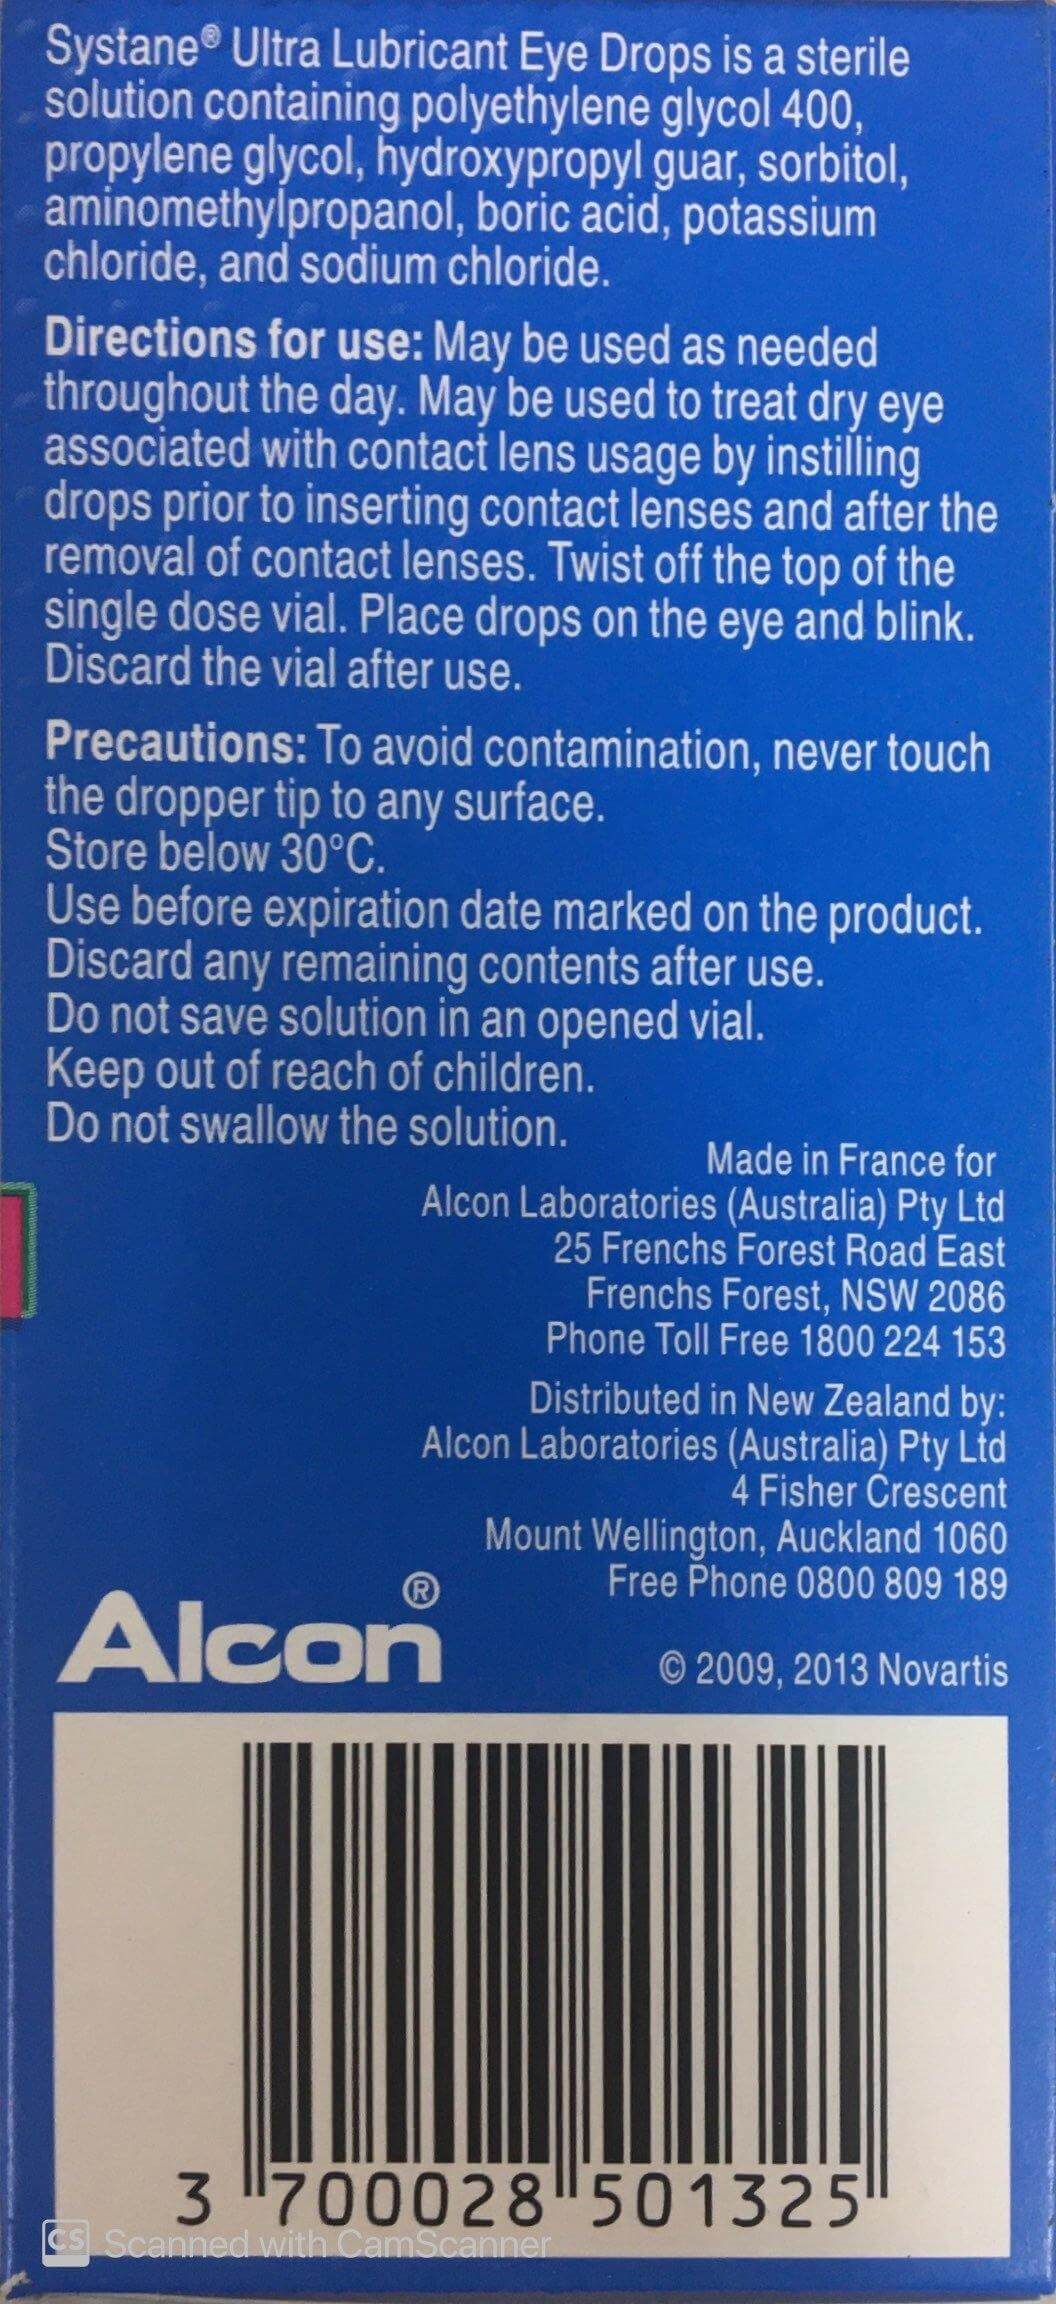 Systane® Ultra Lubricant Eye Drops is a sterile
solution containing polyethylene glycol 400,
propylene glycol, hydroxypropyl guar, sorbitol,
aminomethylpropanol, boric acid, potassium
chloride, and sodium chloride.
Directions for use: May be used as needed
throughout the day. May be used to treat dry eye
associated with contact lens usage by instilling
drops prior to inserting contact lenses and after the
removal of contact lenses. Twist off the top of the
single dose vial. Place drops on the eye and blink.
Discard the vial after use.
Precautions: To avoid contamination, never touch
the dropper tip to any surface.
Store below 30°C.
Use before expiration date marked on the product.
Discard any remaining contents after use.
Do not save solution in an opened vial.
Keep out of reach of children.
Do not swallow the solution.
Made in France for
Alcon Laboratories (Australia) Pty Ltd
25 Frenchs Forest Road East
Frenchs Forest, NSW 2086
Phone Toll Free 1800 224 153
Distributed in New Zealand by:
Alcon Laboratories (Australia) Pty Ltd
4 Fisher Crescent
Mount Wellington, Auckland 1060
Free Phone 0800 809 189
Alcon®
© 2009, 2013 Novartis
3 700028 501325
CS Scanned with CamScanner